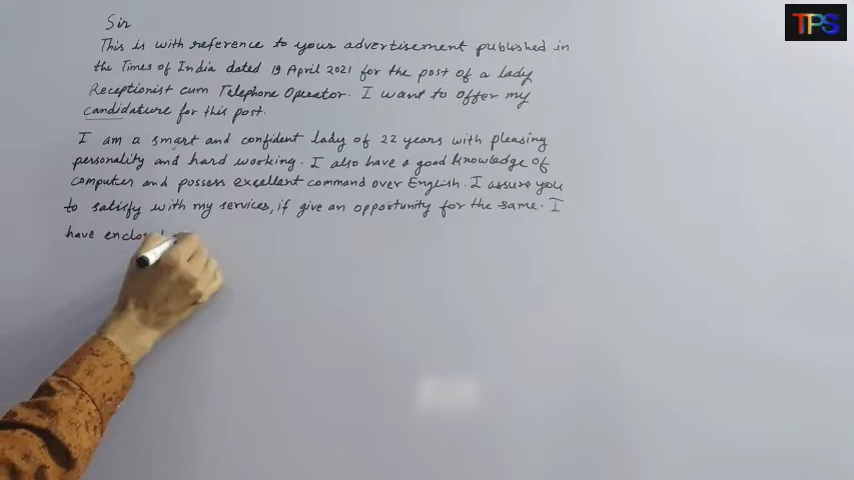 TPS
Sir
This is with reference to your advertisement published in
the Times of India dated 19 April 2021 for the post of a lady
Receptionist cum Telephone Operator. I want to offer my
candidature for this post.
I am a smart and confident lady of 22 years with pleasing
personality and hard working. I also have a good knowledge of
computer and possess excellent command over English. I assure you
to satisfy with my services, if give an opportunity for the same. I
have